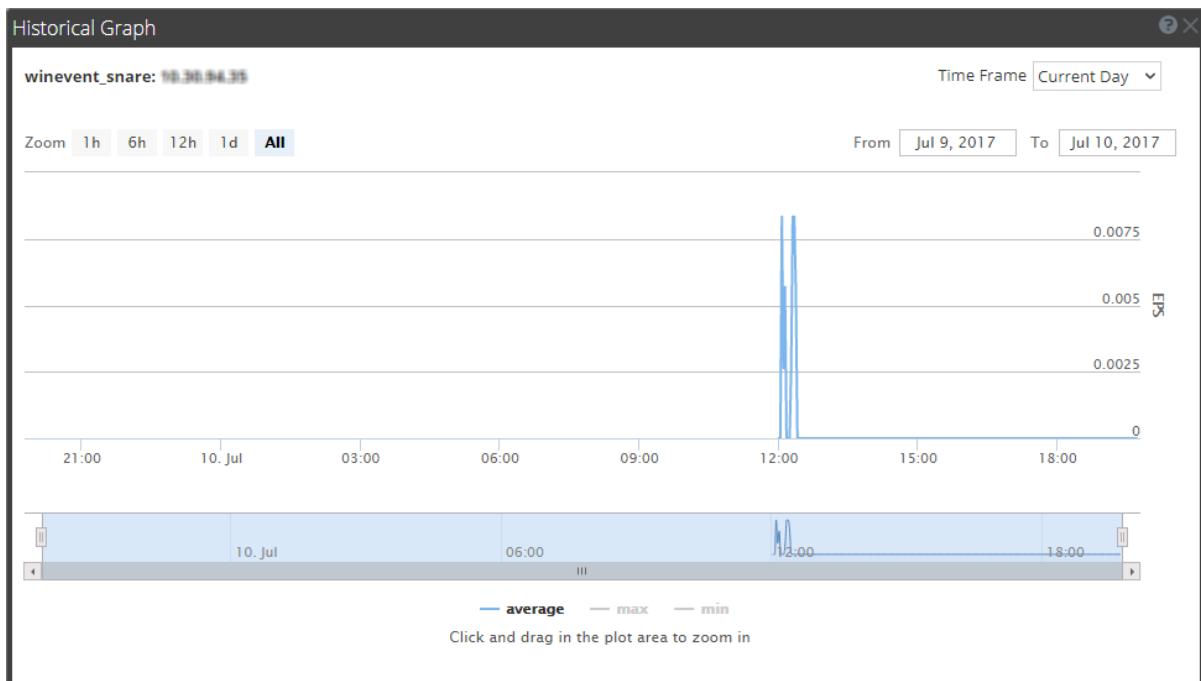 Historical Graph
winevent_snare:
Time Frame Current Day
Zoom 1h 6h 12h 1d All
From Jul 9, 2017 To Jul 10, 2017
0.0075
0.005
EPS
0.0025
0
21:00 10. Jul 03:00 06:00 09:00 12:00 15:00 18:00
10. Jul 06:00 12:00 18:00
average max min
Click and drag in the plot area to zoom in